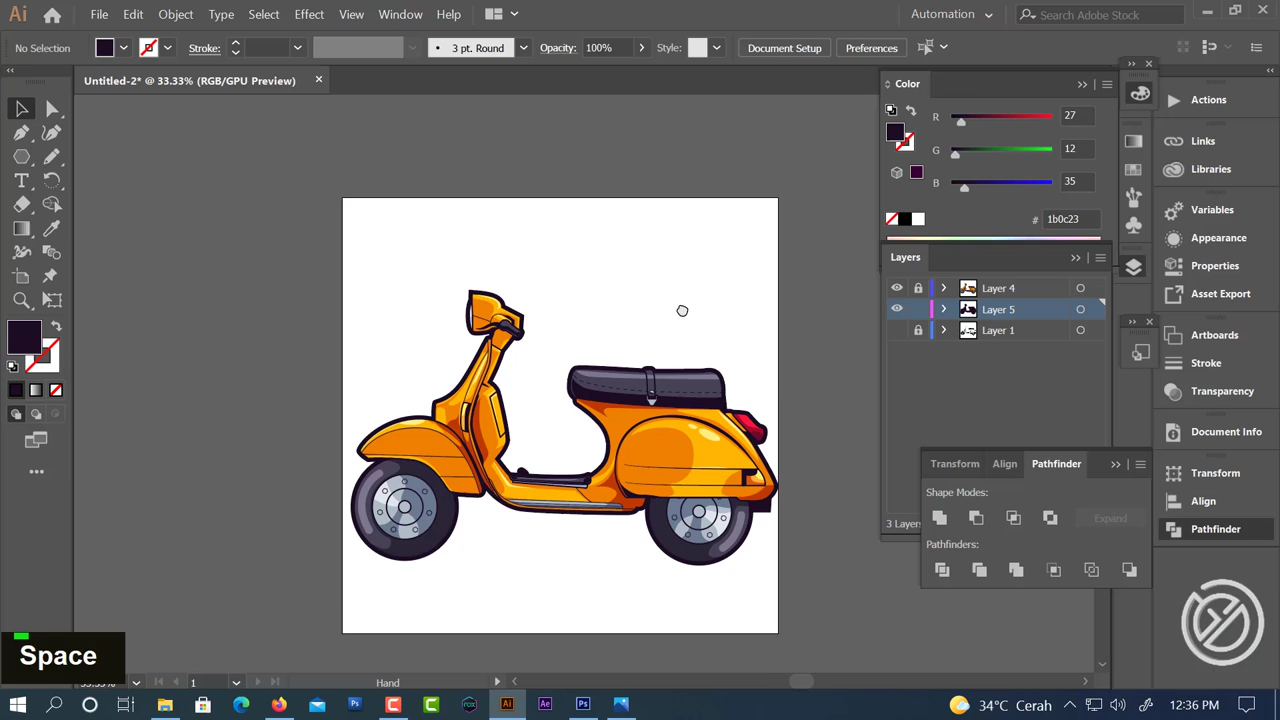 Ai File Edit Object Type Select Effect View Window Help Automation Search Adobe Stock
No Selection Stroke: 3 pt. Round Opacity: 100% Style: Document Setup Preferences
Untitled-2* @ 33.33% (RGB/GPU Preview)
Color
R 27
G 12
B 35
# 1b0c23
Layers
Layer 4
Layer 5
Layer 1
3 Layers
Transform Align Pathfinder
Shape Modes:
Expand
Pathfinders:
Actions
Links
Libraries
Variables
Appearance
Properties
Asset Export
Artboards
Stroke
Transparency
Document Info
Transform
Align
Pathfinder
Space
1 Hand
34°C Cerah 12:36 PM